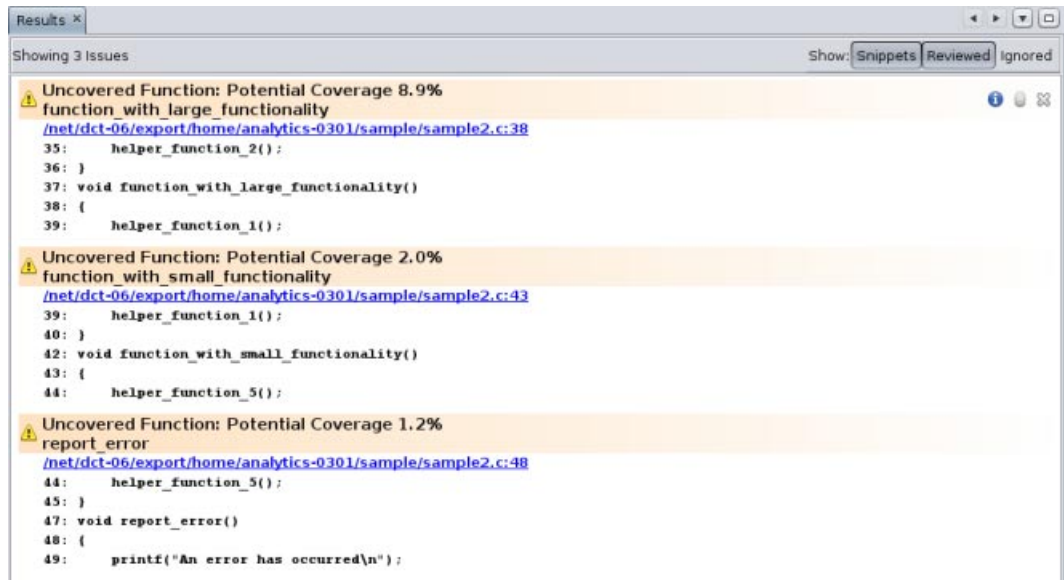 Results
Showing 3 Issues
Show: Snippets Reviewed Ignored
Uncovered Function: Potential Coverage 8.9%
function_with_large_functionality
/net/dct-06/export/home/analytics-0301/sample/sample2.c:38
35:     helper_function_2();
36: }
37: void function_with_large_functionality()
38: {
39:     helper_function_1();
Uncovered Function: Potential Coverage 2.0%
function_with_small_functionality
/net/dct-06/export/home/analytics-0301/sample/sample2.c:43
39:     helper_function_1();
40: }
42: void function_with_small_functionality()
43: {
44:     helper_function_5();
Uncovered Function: Potential Coverage 1.2%
report_error
/net/dct-06/export/home/analytics-0301/sample/sample2.c:48
44:     helper_function_5();
45: }
47: void report_error()
48: {
49:     printf("An error has occurred\n");